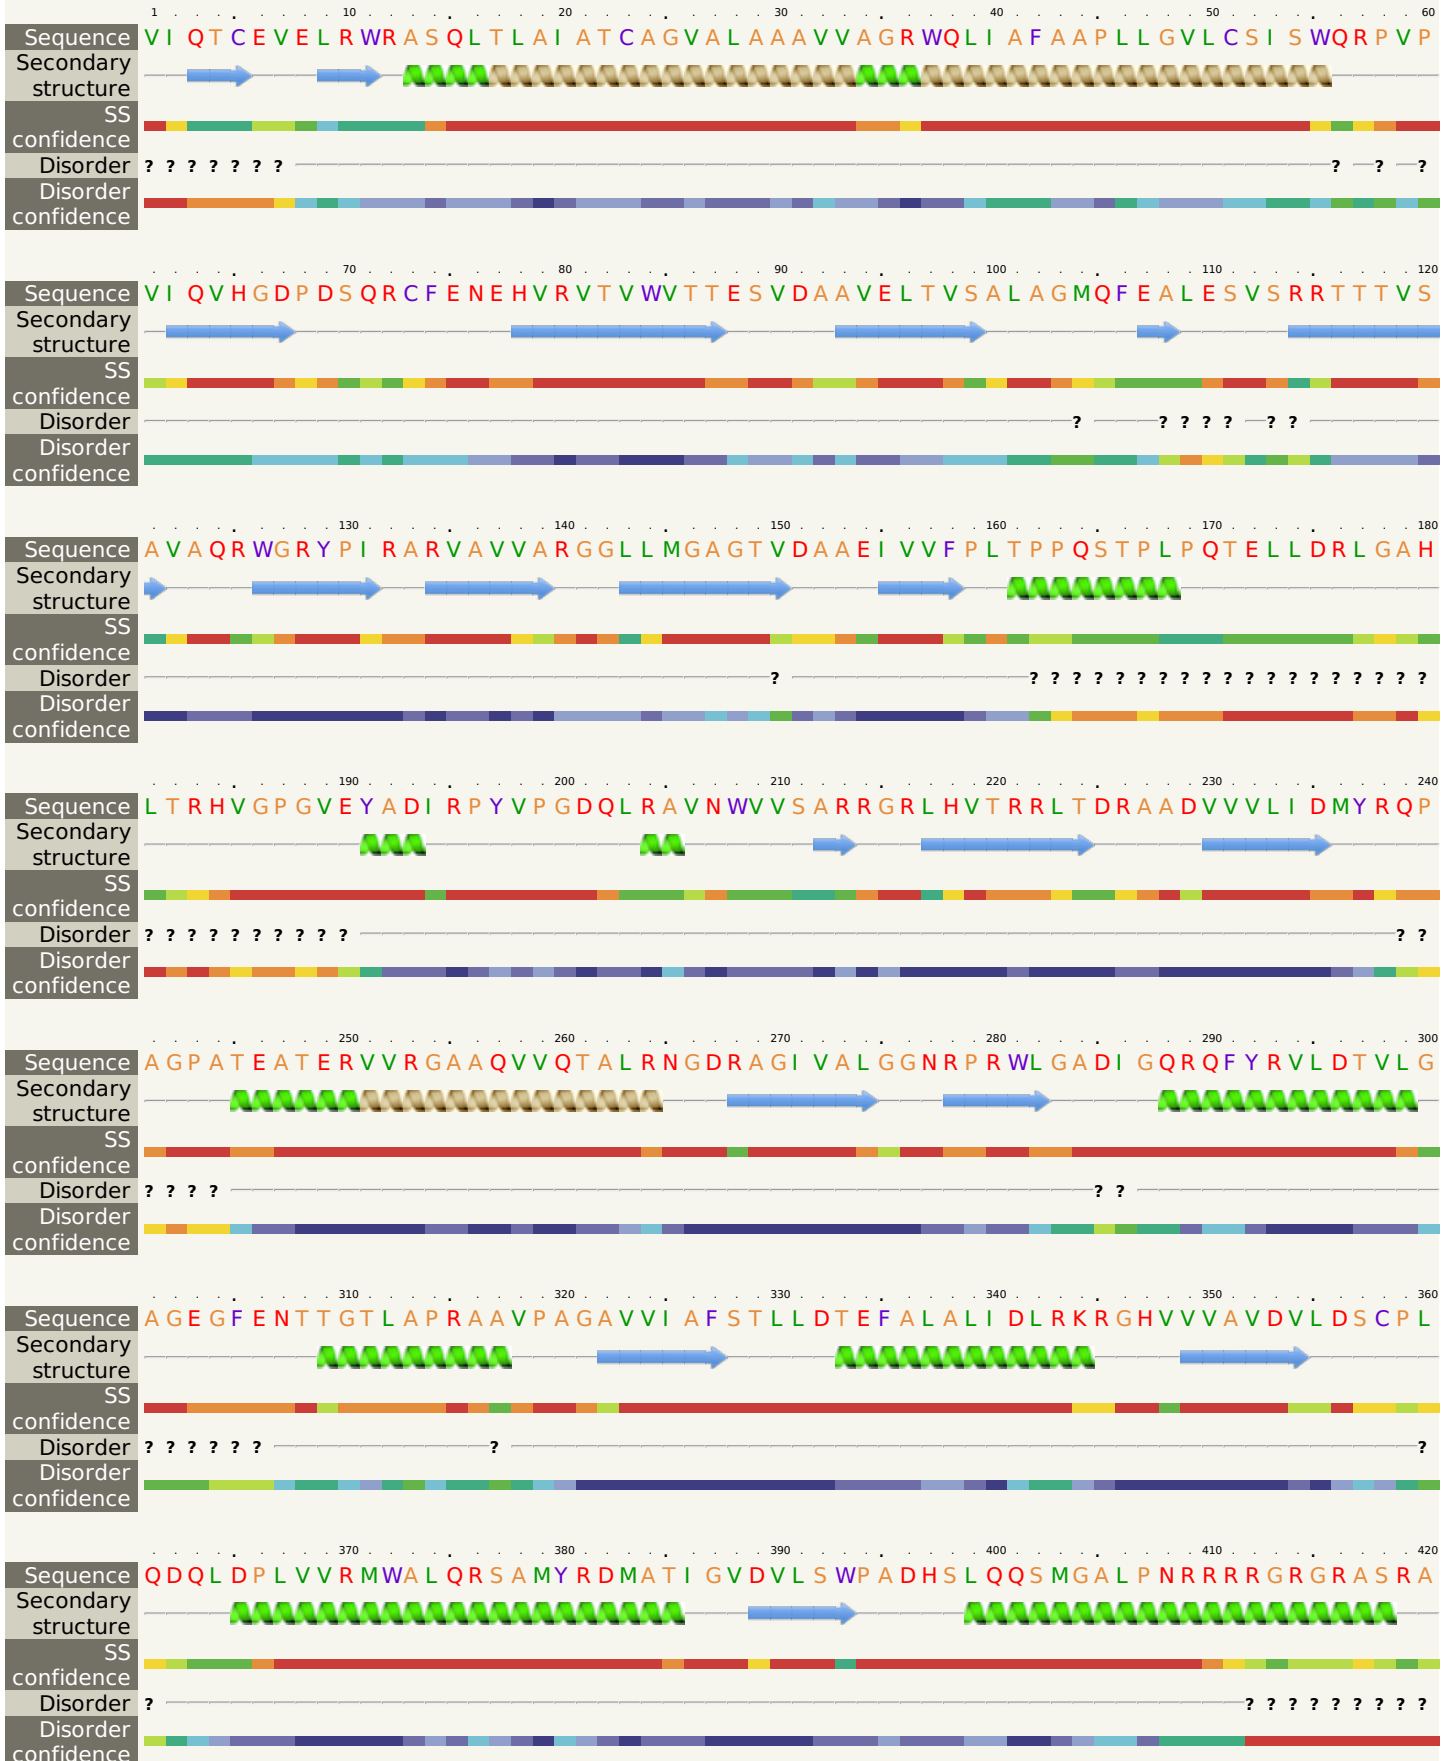 1 10 20 30 40 50 60
Sequence VIQTCEVELRWRASQLTLAIATCAGVALAAAVVAGRWQLIAFAAPLLGVLCSISWQRPVP
Secondary
structure
SS
confidence
Disorder ? ? ? ? ? ? ? ? ? ?
Disorder
confidence
70 80 90 100 110 120
Sequence VIQVHGDPDSQRCFENEHVRVTVWVTTESVDAAVELTVSALAGMQFEALESVSRRTTTVS
Secondary
structure
SS
confidence
Disorder ? ? ? ? ? ? ?
Disorder
confidence
130 140 150 160 170 180
Sequence AVAQRWGRYPIRARVAVVARGGLLMGAGTVDAAEIVVFPLTPPQSTPLPQTELLDRLGAH
Secondary
structure
SS
confidence
Disorder ? ? ? ? ? ? ? ? ? ? ? ? ? ? ? ? ? ? ? ?
Disorder
confidence
190 200 210 220 230 240
Sequence LTRHVGPGVEYADIRPYVPGDQLRAVNWVVSARRGRLHVTRRLTDRAADVVVLIDMYRQP
Secondary
structure
SS
confidence
Disorder ? ? ? ? ? ? ? ? ? ? ? ?
Disorder
confidence
250 260 270 280 290 300
Sequence AGPATEATERVVRGAAQVVQTALRNGDRAGIVALGGNRPRWLGADIGQRQFYRVLDTVLG
Secondary
structure
SS
confidence
Disorder ? ? ? ? ? ?
Disorder
confidence
310 320 330 340 350 360
Sequence AGEGFENTTGTLAPRAAVPAGAVVIAFSTLLDTEFALALIDLRKRGHVVVAVDVLDSCPL
Secondary
structure
SS
confidence
Disorder ? ? ? ? ? ? ? ?
Disorder
confidence
370 380 390 400 410 420
Sequence QDQLDPLVVRMWALQRSAMYRDMATIGVDVLSWPADHSLQQSMGALPNRRRRGRGRASRA
Secondary
structure
SS
confidence
Disorder ? ? ? ? ? ? ? ? ?
Disorder
confidence